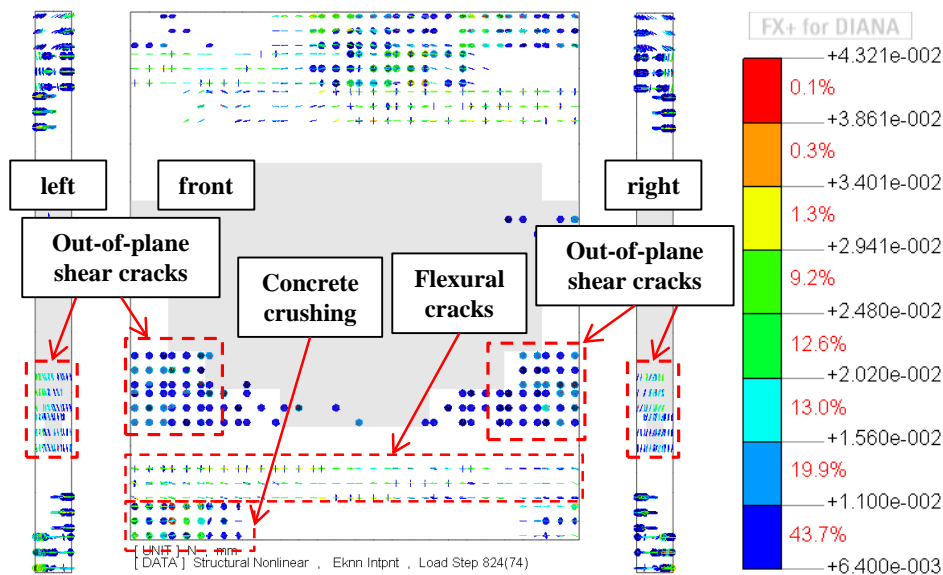 FX+ for DIANA
+4.321e-002
0.1%
+3.861e-002
0.3%
+3.401e-002
1.3%
+2.941e-002
9.2%
+2.480e-002
12.6%
+2.020e-002
13.0%
+1.560e-002
19.9%
+1.100e-002
43.7%
+6.400e-003
left
front
right
Out-of-plane
shear cracks
Concrete
crushing
Flexural
cracks
Out-of-plane
shear cracks
[ UNIT ] N , mm
[ DATA ] Structural Nonlinear , Eknn Intpnt , Load Step 824(74)